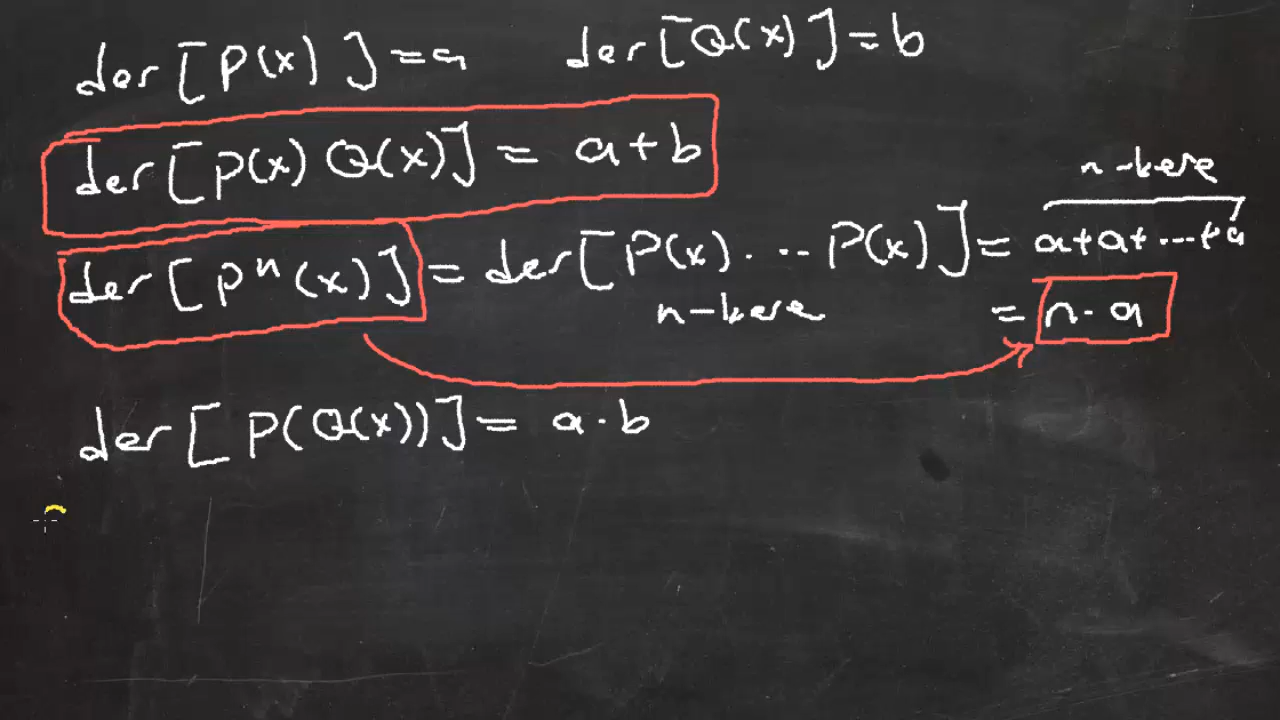 der[P(x)]=a der[Q(x)]=b
der[P(x)Q(x)] = a+b
n-kere
der[Pⁿ(x)] = der[P(x)....P(x)] = a+a+...+a
n-kere = n.a
der[P(Q(x))] = a.b